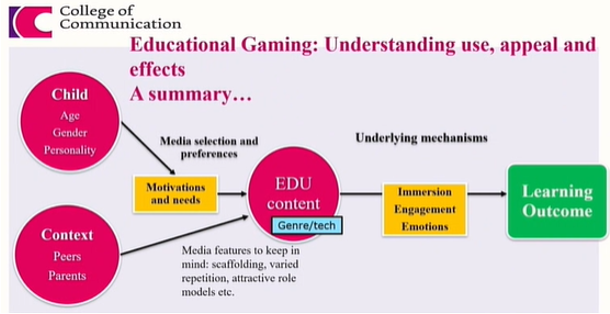 College of
Communication
Educational Gaming: Understanding use, appeal and
effects
A summary…
Child
Age
Gender
Personality
Media selection and
preferences
Underlying mechanisms
Motivations
and needs
EDU
content
Genre/tech
Immersion
Engagement
Emotions
Learning
Outcome
Context
Peers
Parents
Media features to keep in
mind: scaffolding, varied
repetition, attractive role
models etc.